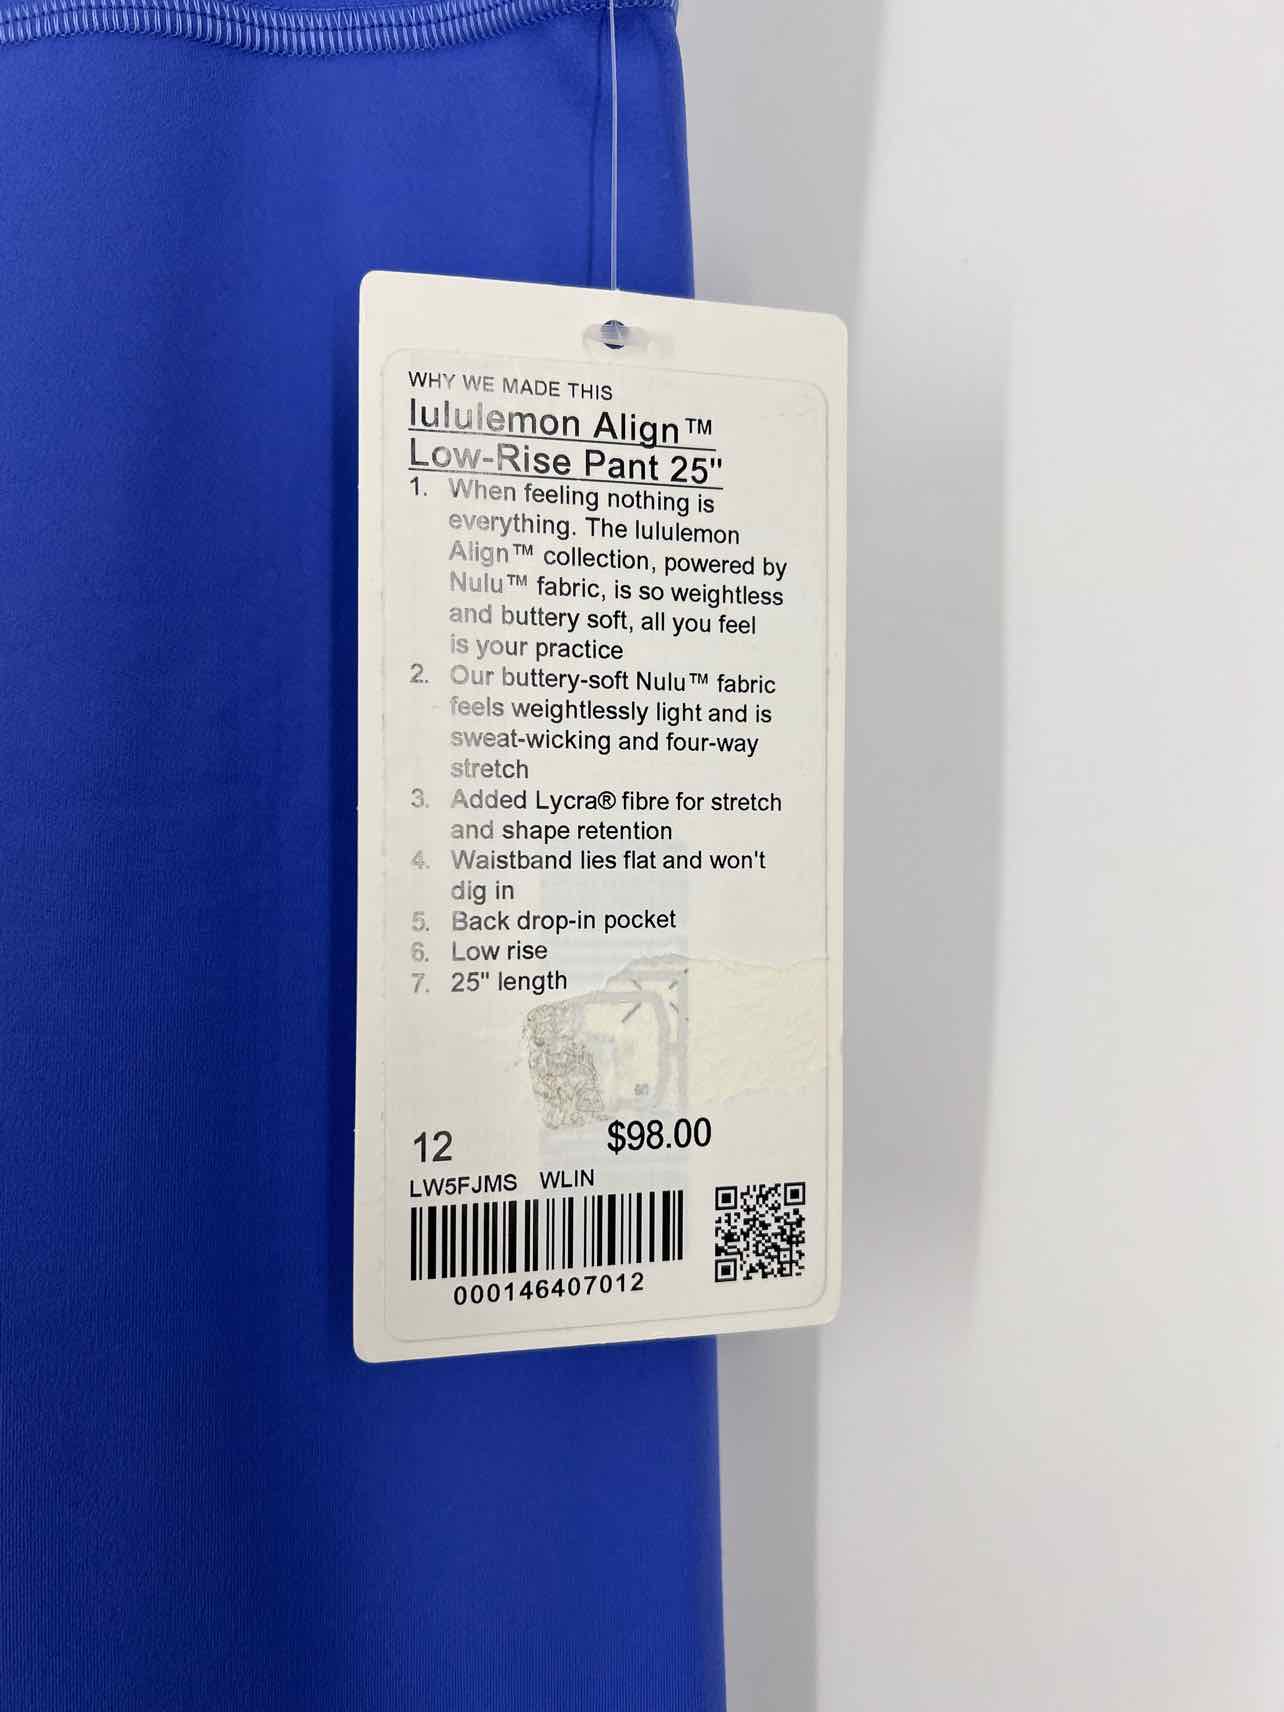 WHY WE MADE THIS
lululemon Align™
Low-Rise Pant 25"
1. When feeling nothing is
everything. The lululemon
Align™ collection, powered by
Nulu™ fabric, is so weightless
and buttery soft, all you feel
is your practice
2. Our buttery-soft Nulu™ fabric
feels weightlessly light and is
sweat-wicking and four-way
stretch
3. Added Lycra® fibre for stretch
and shape retention
4. Waistband lies flat and won't
dig in
5. Back drop-in pocket
6. Low rise
7. 25" length
12 $98.00
LW5FJMS WLIN
000146407012